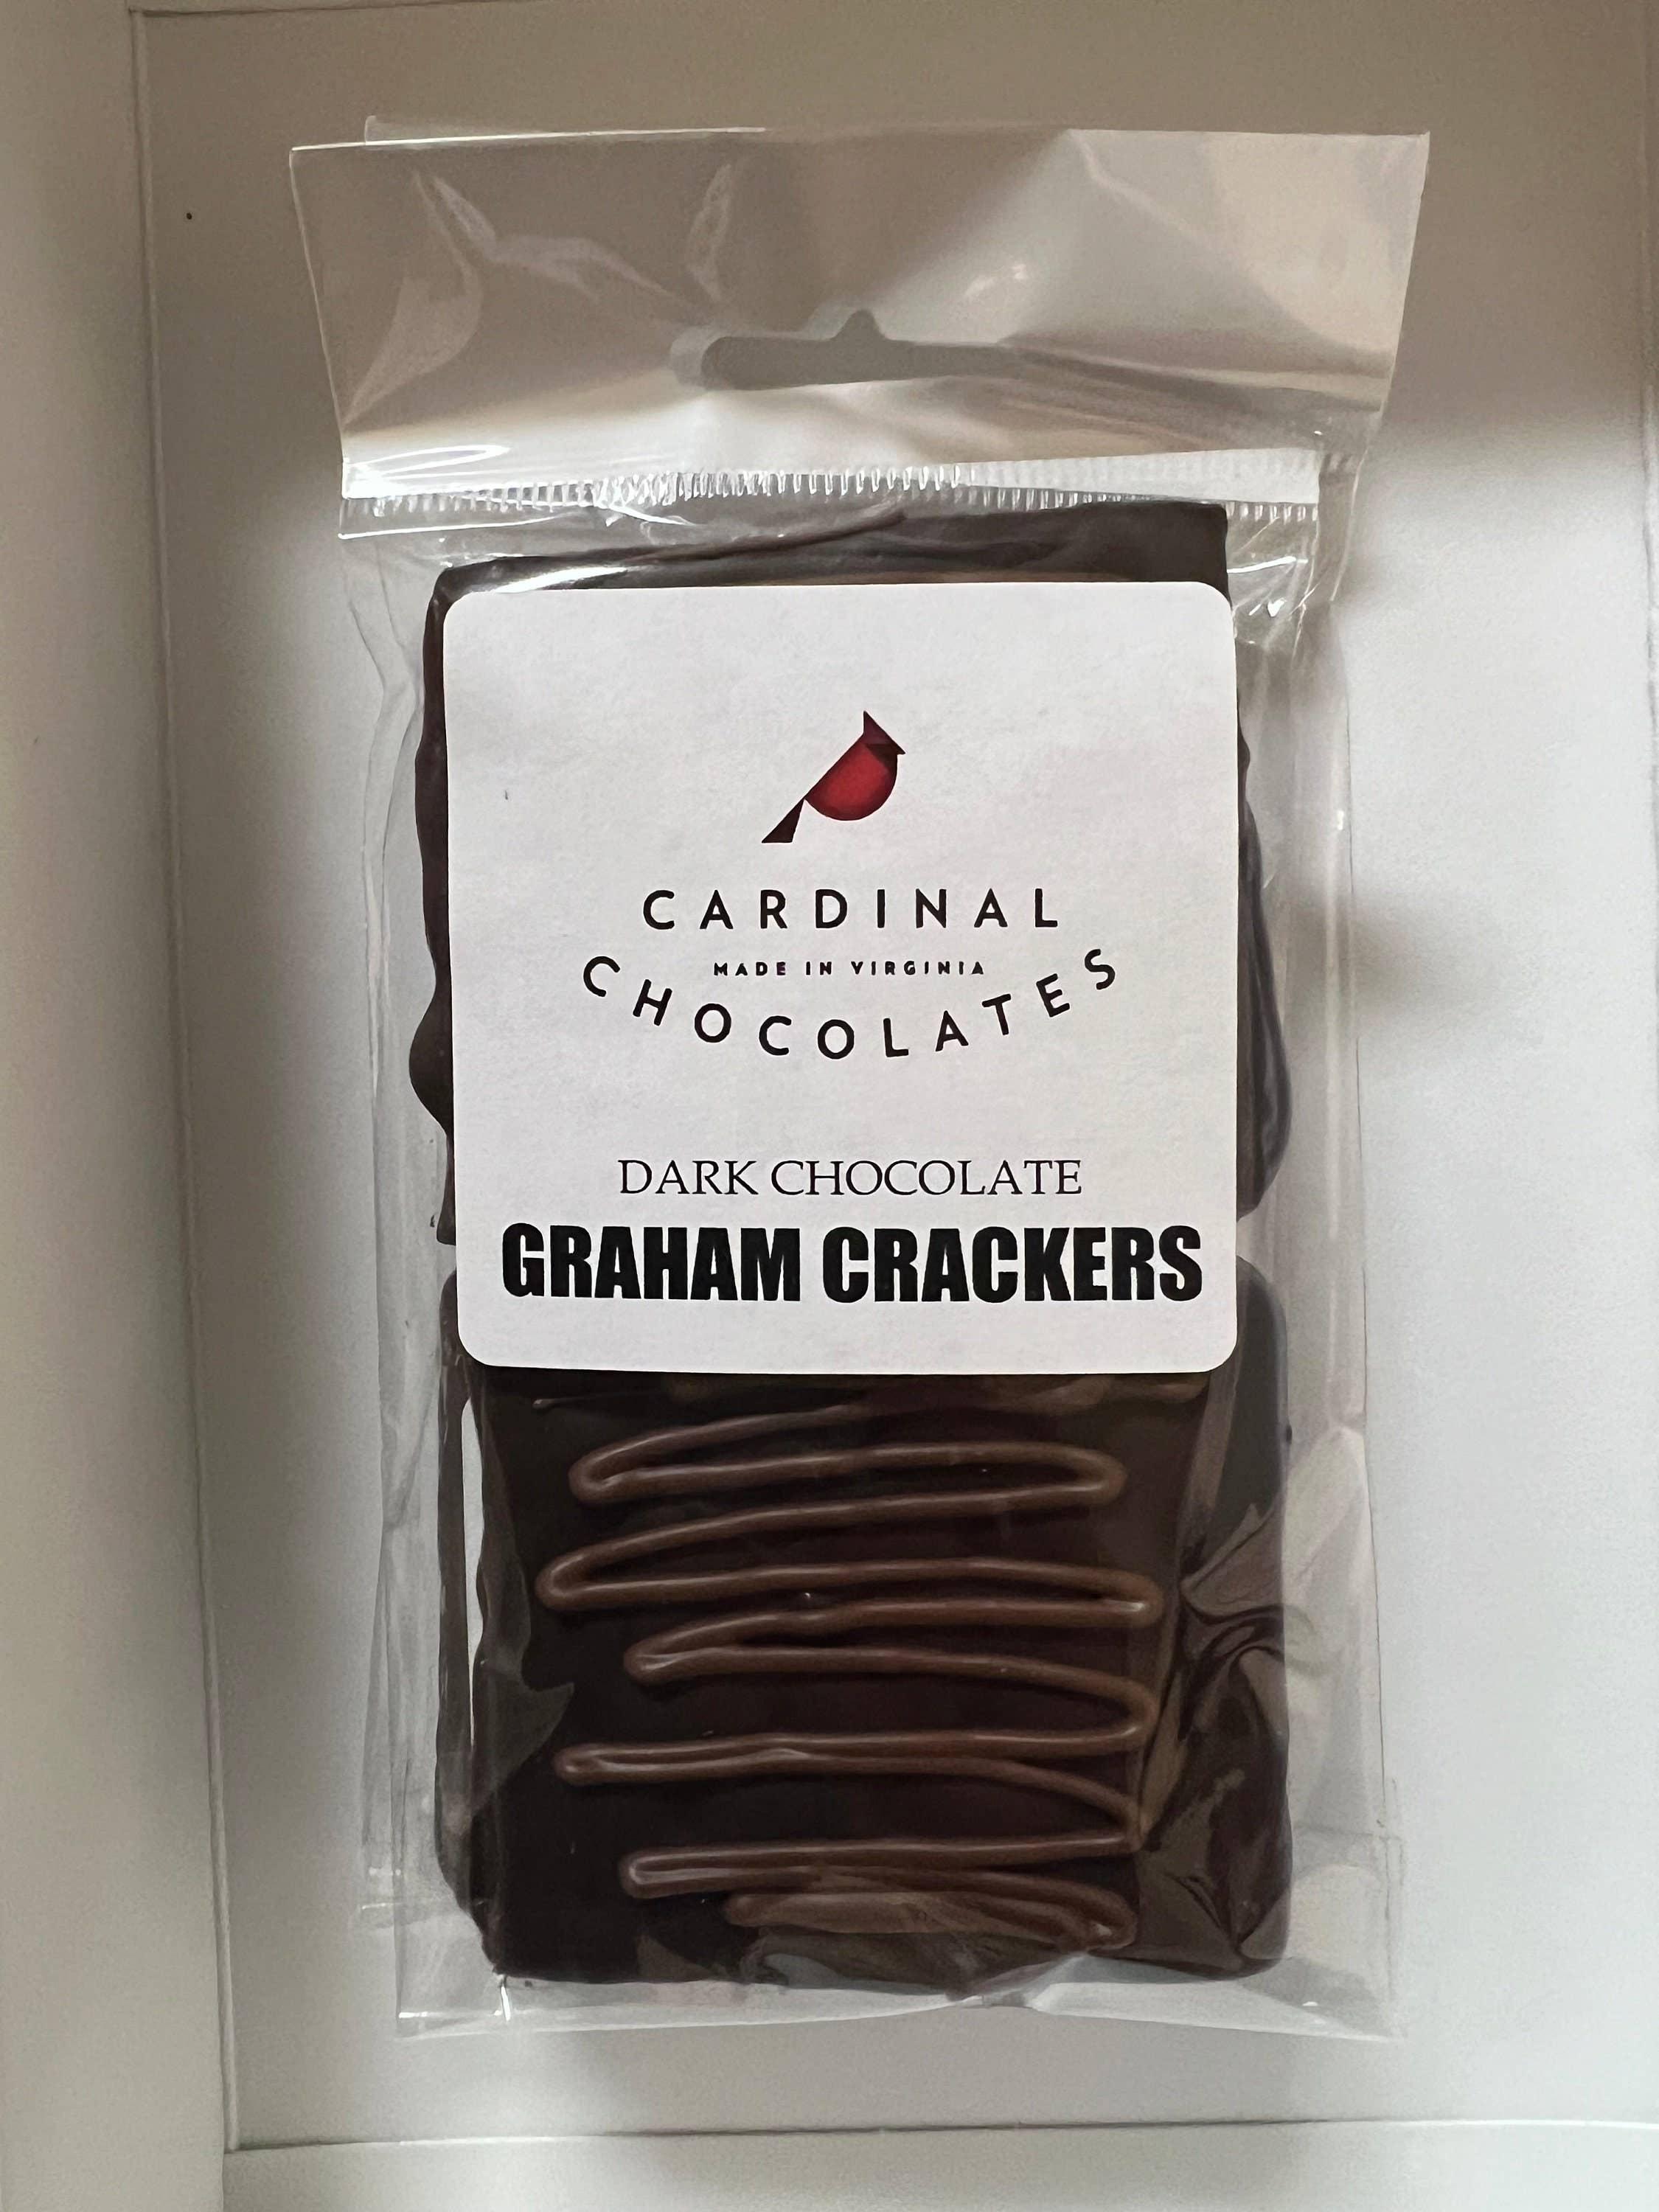 CARDINAL
MADE IN VIRGINIA
CHOCOLATES
DARK CHOCOLATE
GRAHAM CRACKERS